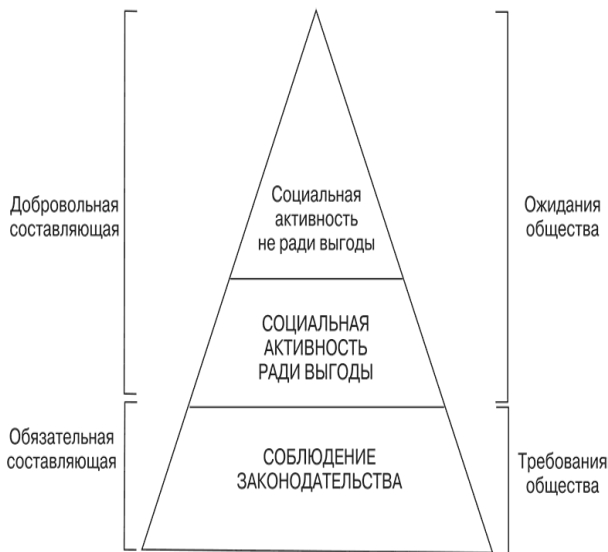 Социальная
активность
не ради выгоды
Добровольная
составляющая
Ожидания
общества
СОЦИАЛЬНАЯ
АКТИВНОСТЬ
РАДИ ВЫГОДЫ
Обязательная
составляющая
СОБЛЮДЕНИЕ
ЗАКОНОДАТЕЛЬСТВА
Требования
общества